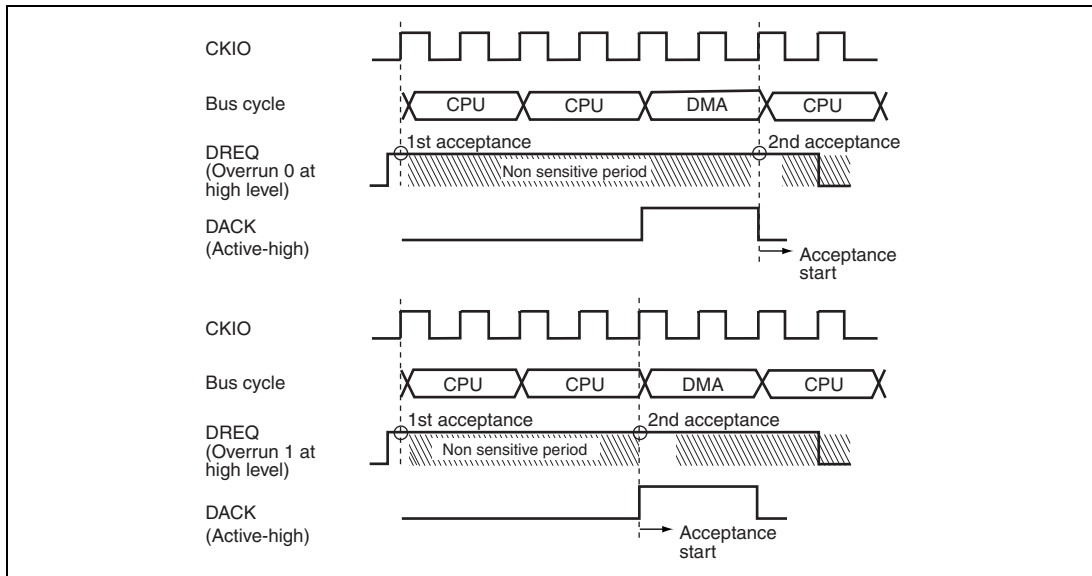 CKIO
Bus cycle
CPU CPU DMA CPU
1st acceptance 2nd acceptance
DREQ
(Overrun 0 at
high level)
Non sensitive period
DACK
(Active-high)
Acceptance
start
CKIO
Bus cycle
CPU CPU DMA CPU
1st acceptance 2nd acceptance
DREQ
(Overrun 1 at
high level)
Non sensitive period
DACK
(Active-high)
Acceptance
start